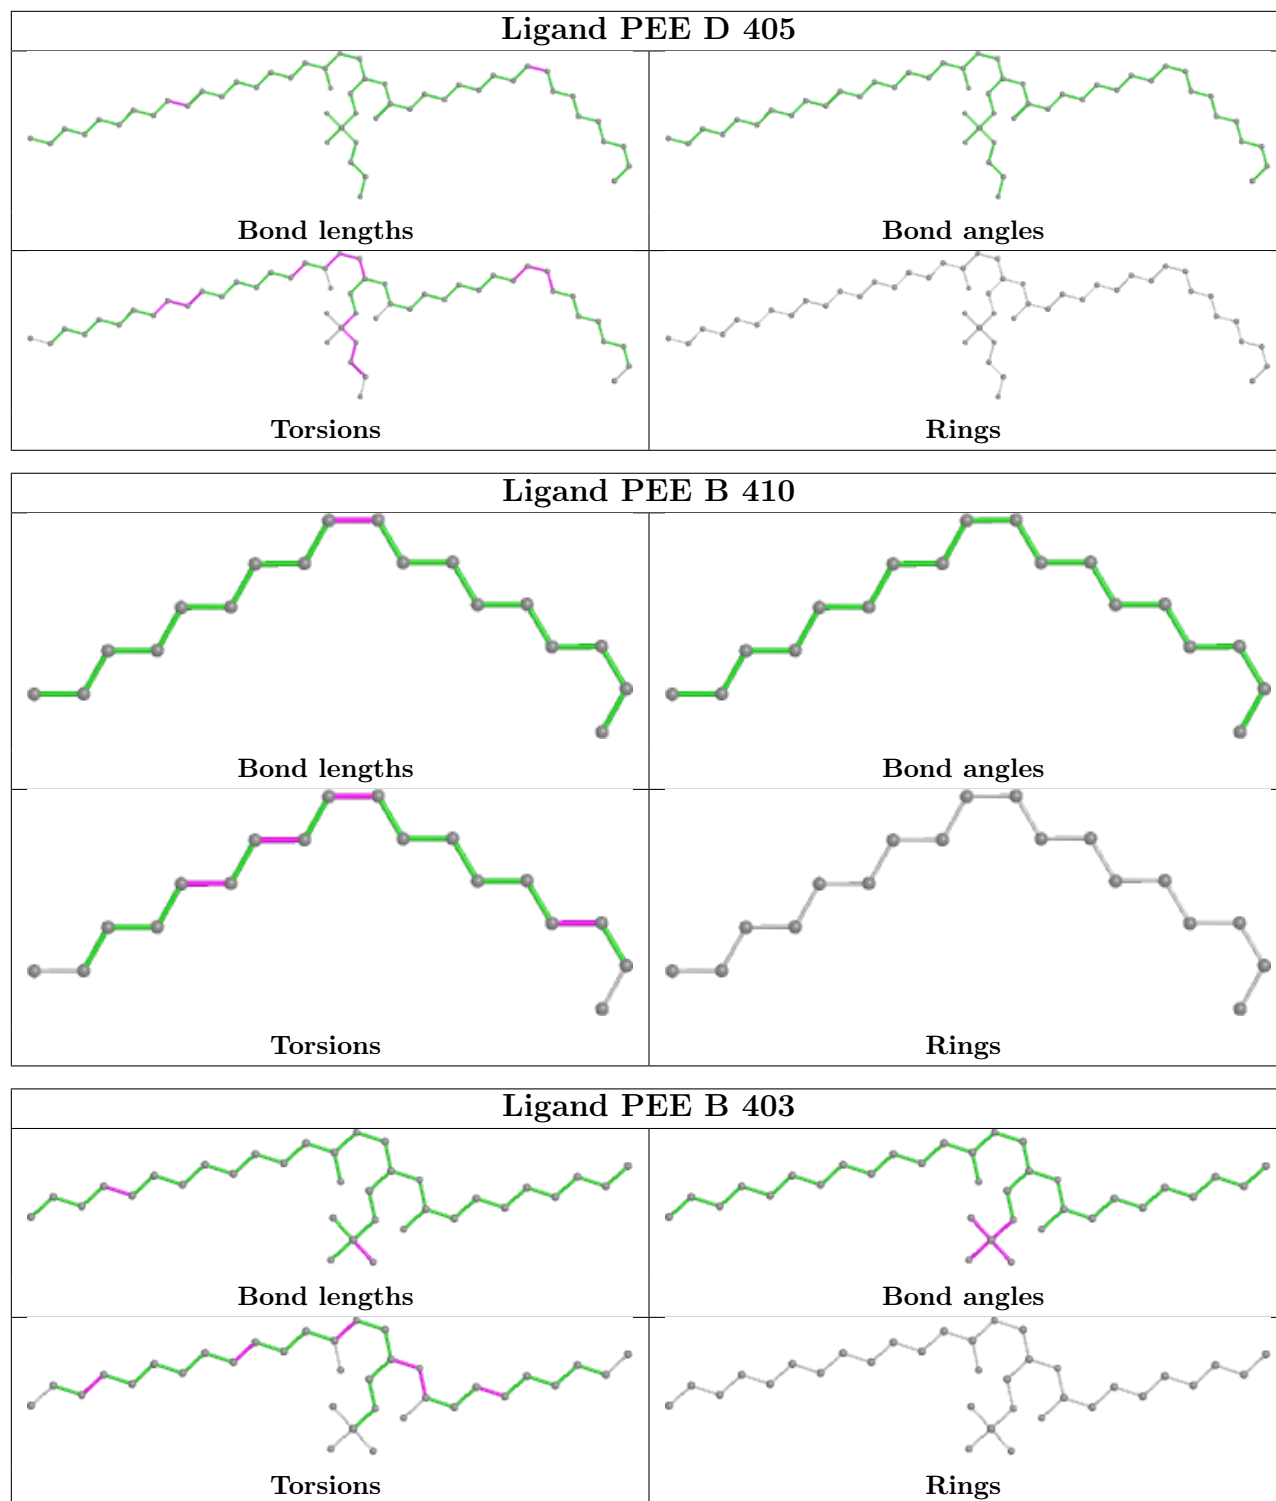 Ligand PEE D 405
Bond lengths
Bond angles
Torsions
Rings
Ligand PEE B 410
Bond lengths
Bond angles
Torsions
Rings
Ligand PEE B 403
Bond lengths
Bond angles
Torsions
Rings